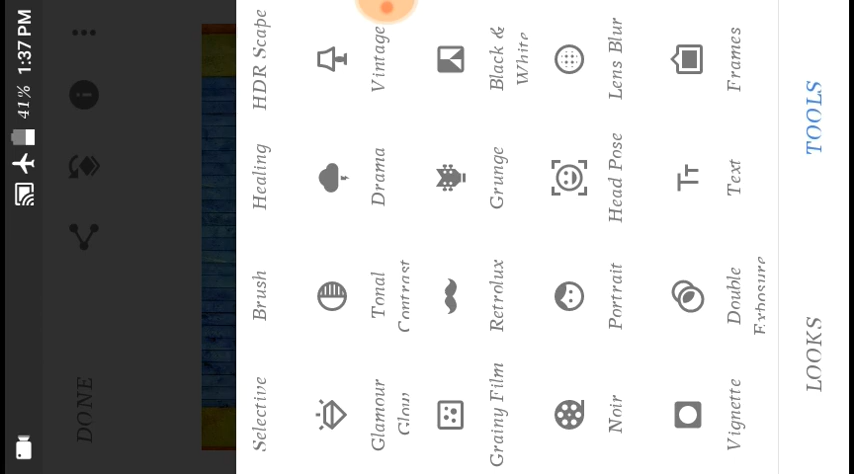 41% 1:37 PM
DONE
Selective
Brush
Healing
HDR Scape
Glamour
Glow
Tonal
Contrast
Drama
Vintage
Grainy Film
Retrolux
Grunge
Black &
White
Noir
Portrait
Head Pose
Lens Blur
Vignette
Double
Exposure
Text
Frames
LOOKS
TOOLS